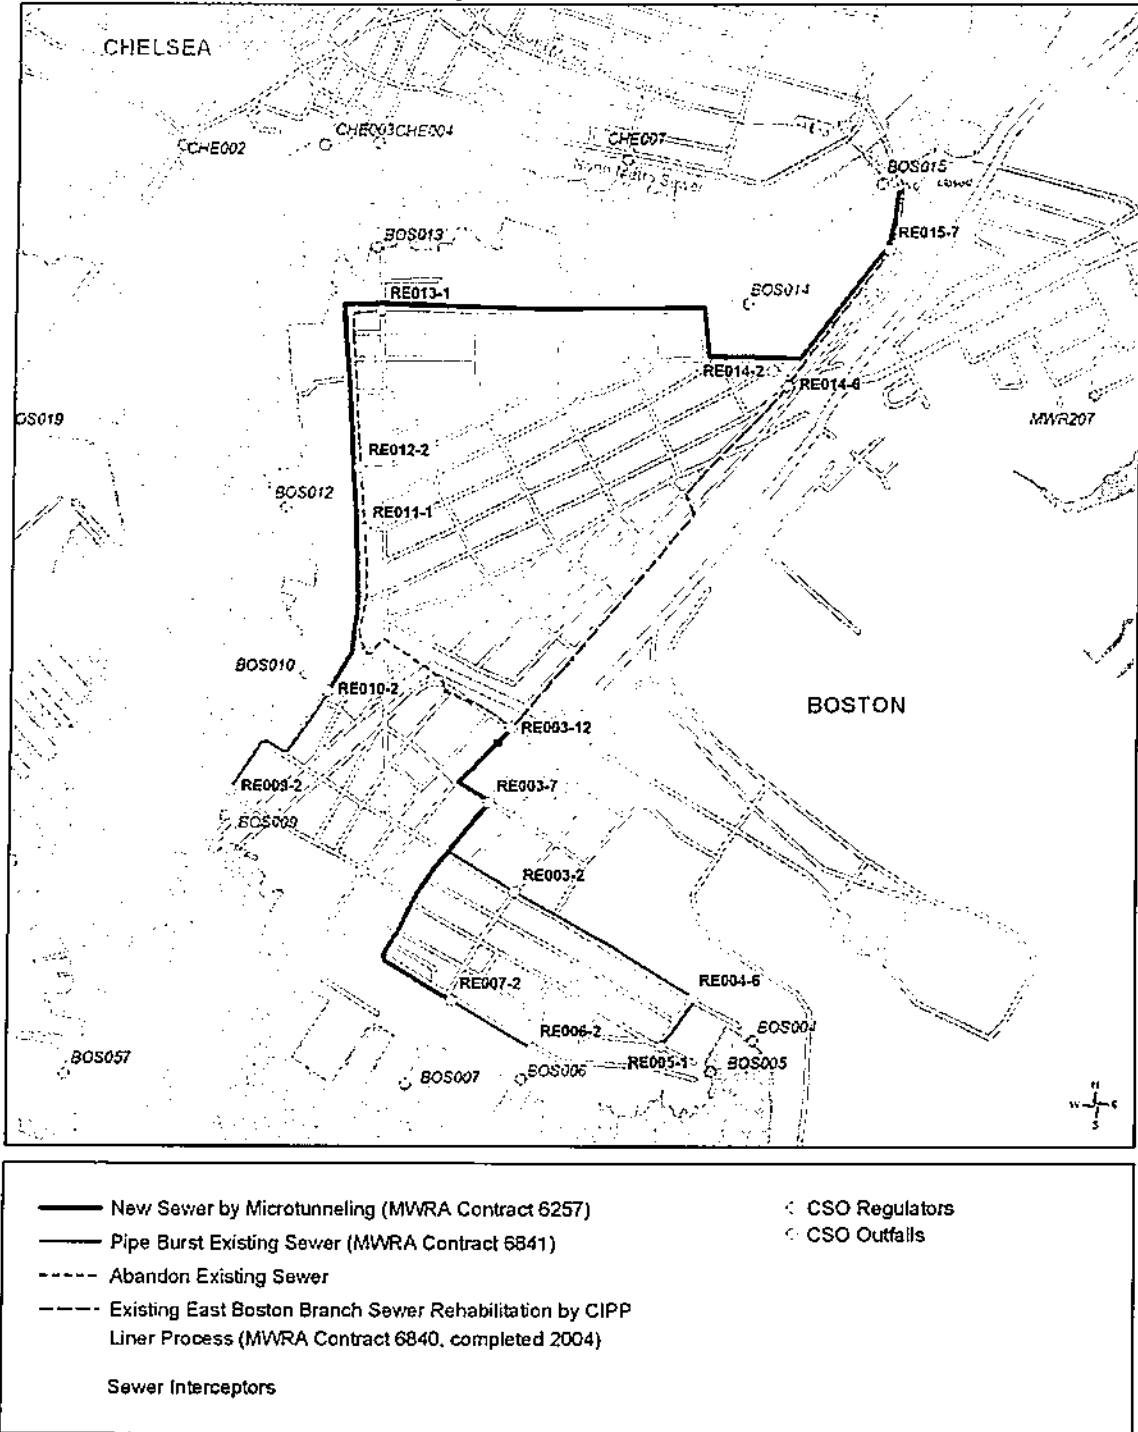 CHELSEA
CHE003 CHE004
CHE002
CHE007
BOS015
BOS013
RE015-7
RE013-1
BOS014
RE014-2
RE014-6
MWR207
OS019
RE012-2
BOS012
RE011-1
BOS010
RE010-2
BOSTON
RE003-12
RE009-2
RE003-7
BOS009
RE003-2
RE004-6
RE007-2
BOS004
RE006-2
RE005-1
BOS005
BOS057
BOS007
BOS006
N
W
E
S
New Sewer by Microtunneling (MWRA Contract 6257)
Pipe Burst Existing Sewer (MWRA Contract 6841)
Abandon Existing Sewer
Existing East Boston Branch Sewer Rehabilitation by CIPP
Liner Process (MWRA Contract 6840, completed 2004)
Sewer Interceptors
CSO Regulators
CSO Outfalls